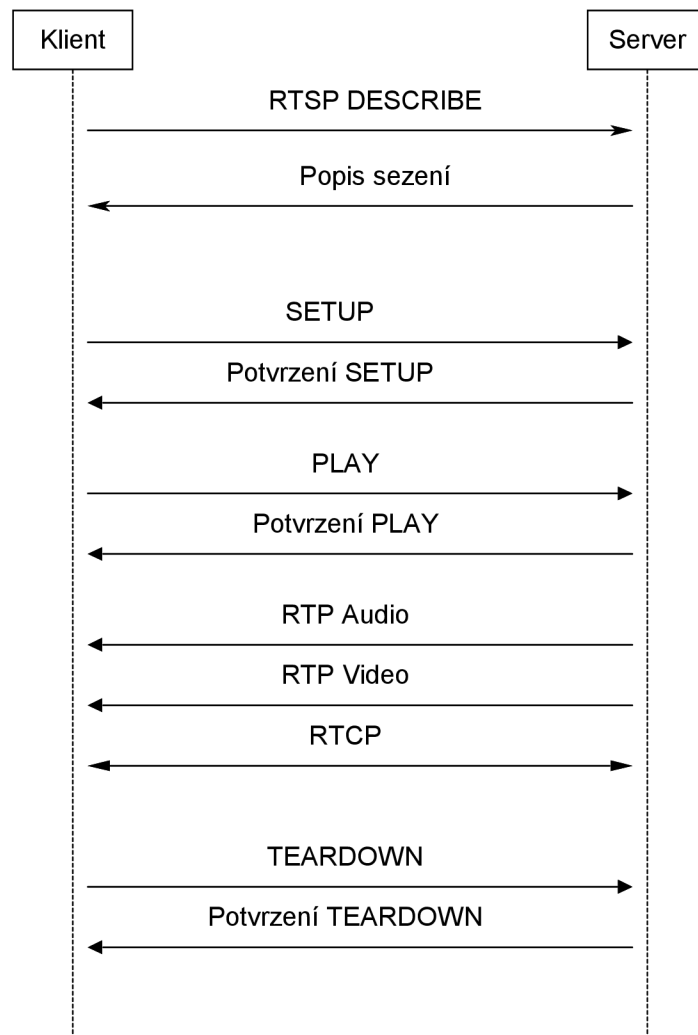 Klient
Server
RTSP DESCRIBE
Popis sezení
SETUP
Potvrzení SETUP
PLAY
Potvrzení PLAY
RTP Audio
RTP Video
RTCP
TEARDOWN
Potvrzení TEARDOWN